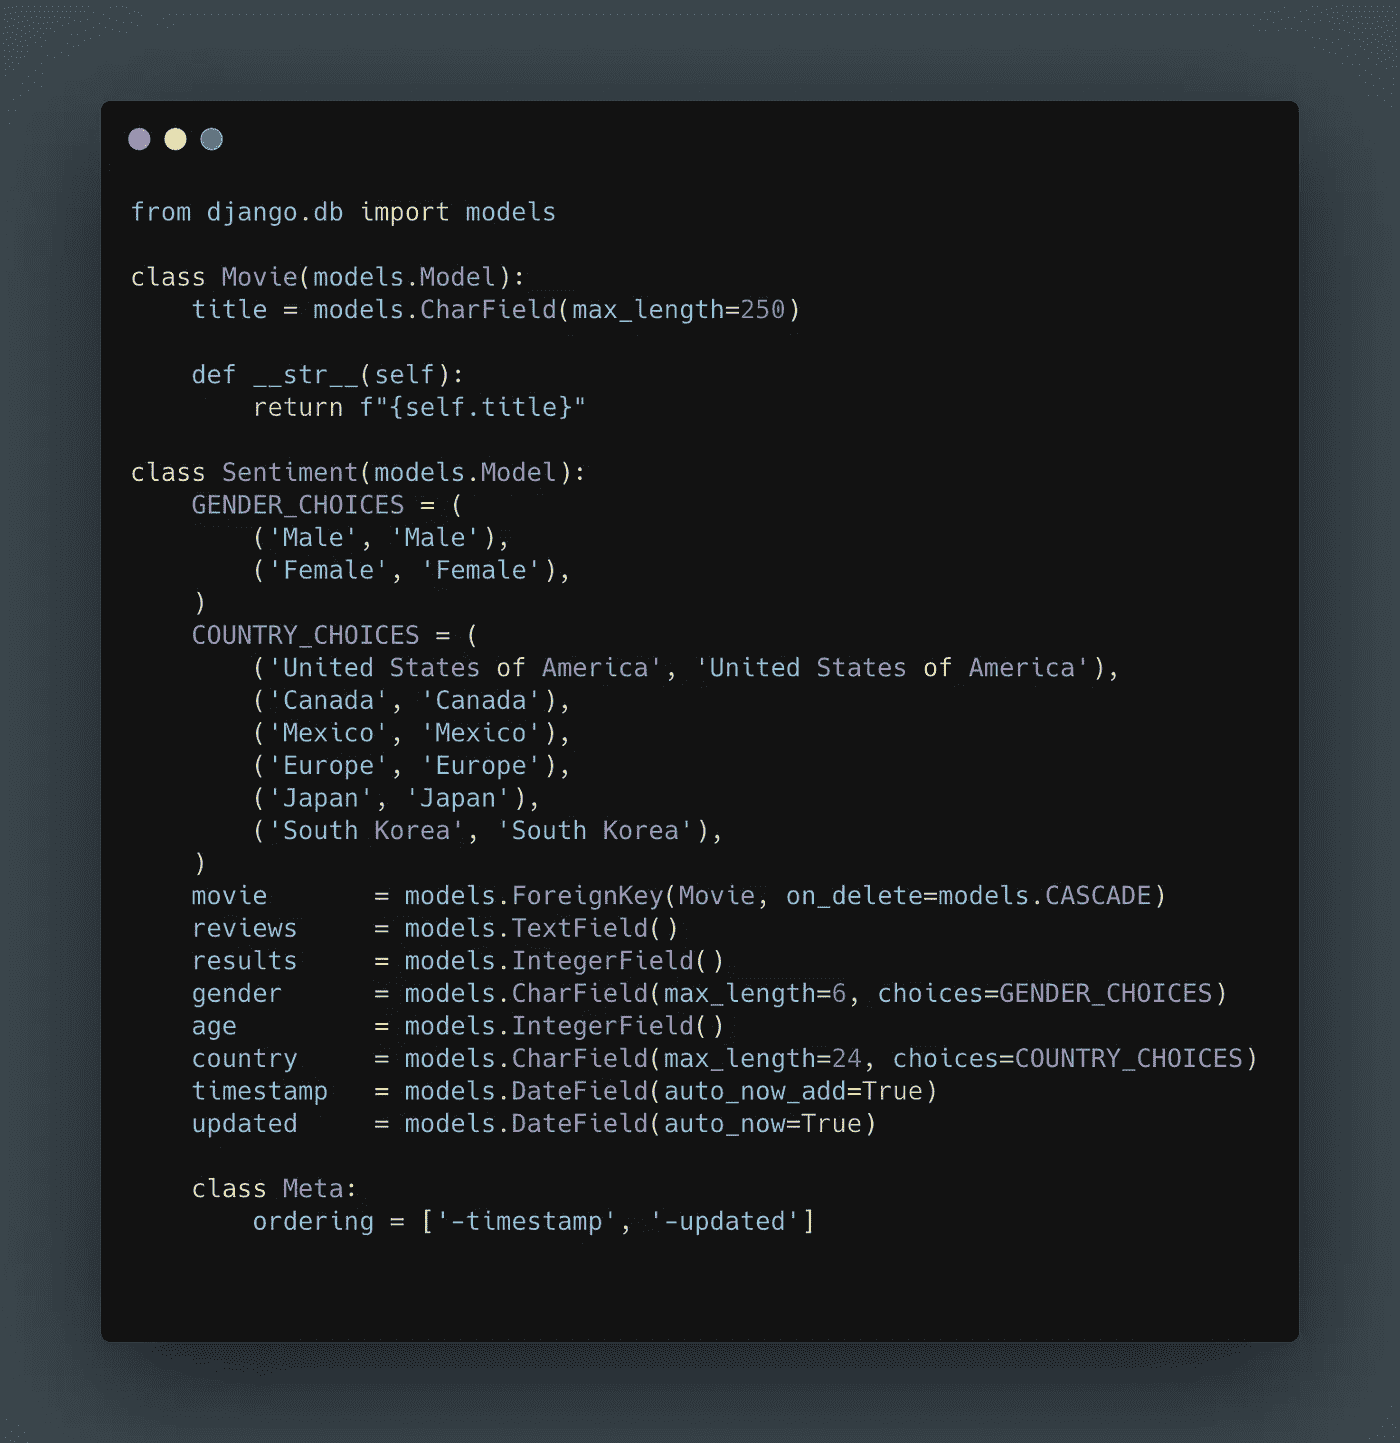 from django.db import models

class Movie(models.Model):
    title = models.CharField(max_length=250)

    def __str__(self):
        return f"{self.title}"

class Sentiment(models.Model):
    GENDER_CHOICES = (
        ('Male', 'Male'),
        ('Female', 'Female'),
    )
    COUNTRY_CHOICES = (
        ('United States of America', 'United States of America'),
        ('Canada', 'Canada'),
        ('Mexico', 'Mexico'),
        ('Europe', 'Europe'),
        ('Japan', 'Japan'),
        ('South Korea', 'South Korea'),
    )
    movie       = models.ForeignKey(Movie, on_delete=models.CASCADE)
    reviews     = models.TextField()
    results     = models.IntegerField()
    gender      = models.CharField(max_length=6, choices=GENDER_CHOICES)
    age         = models.IntegerField()
    country     = models.CharField(max_length=24, choices=COUNTRY_CHOICES)
    timestamp   = models.DateField(auto_now_add=True)
    updated     = models.DateField(auto_now=True)

    class Meta:
        ordering = ['-timestamp', '-updated']